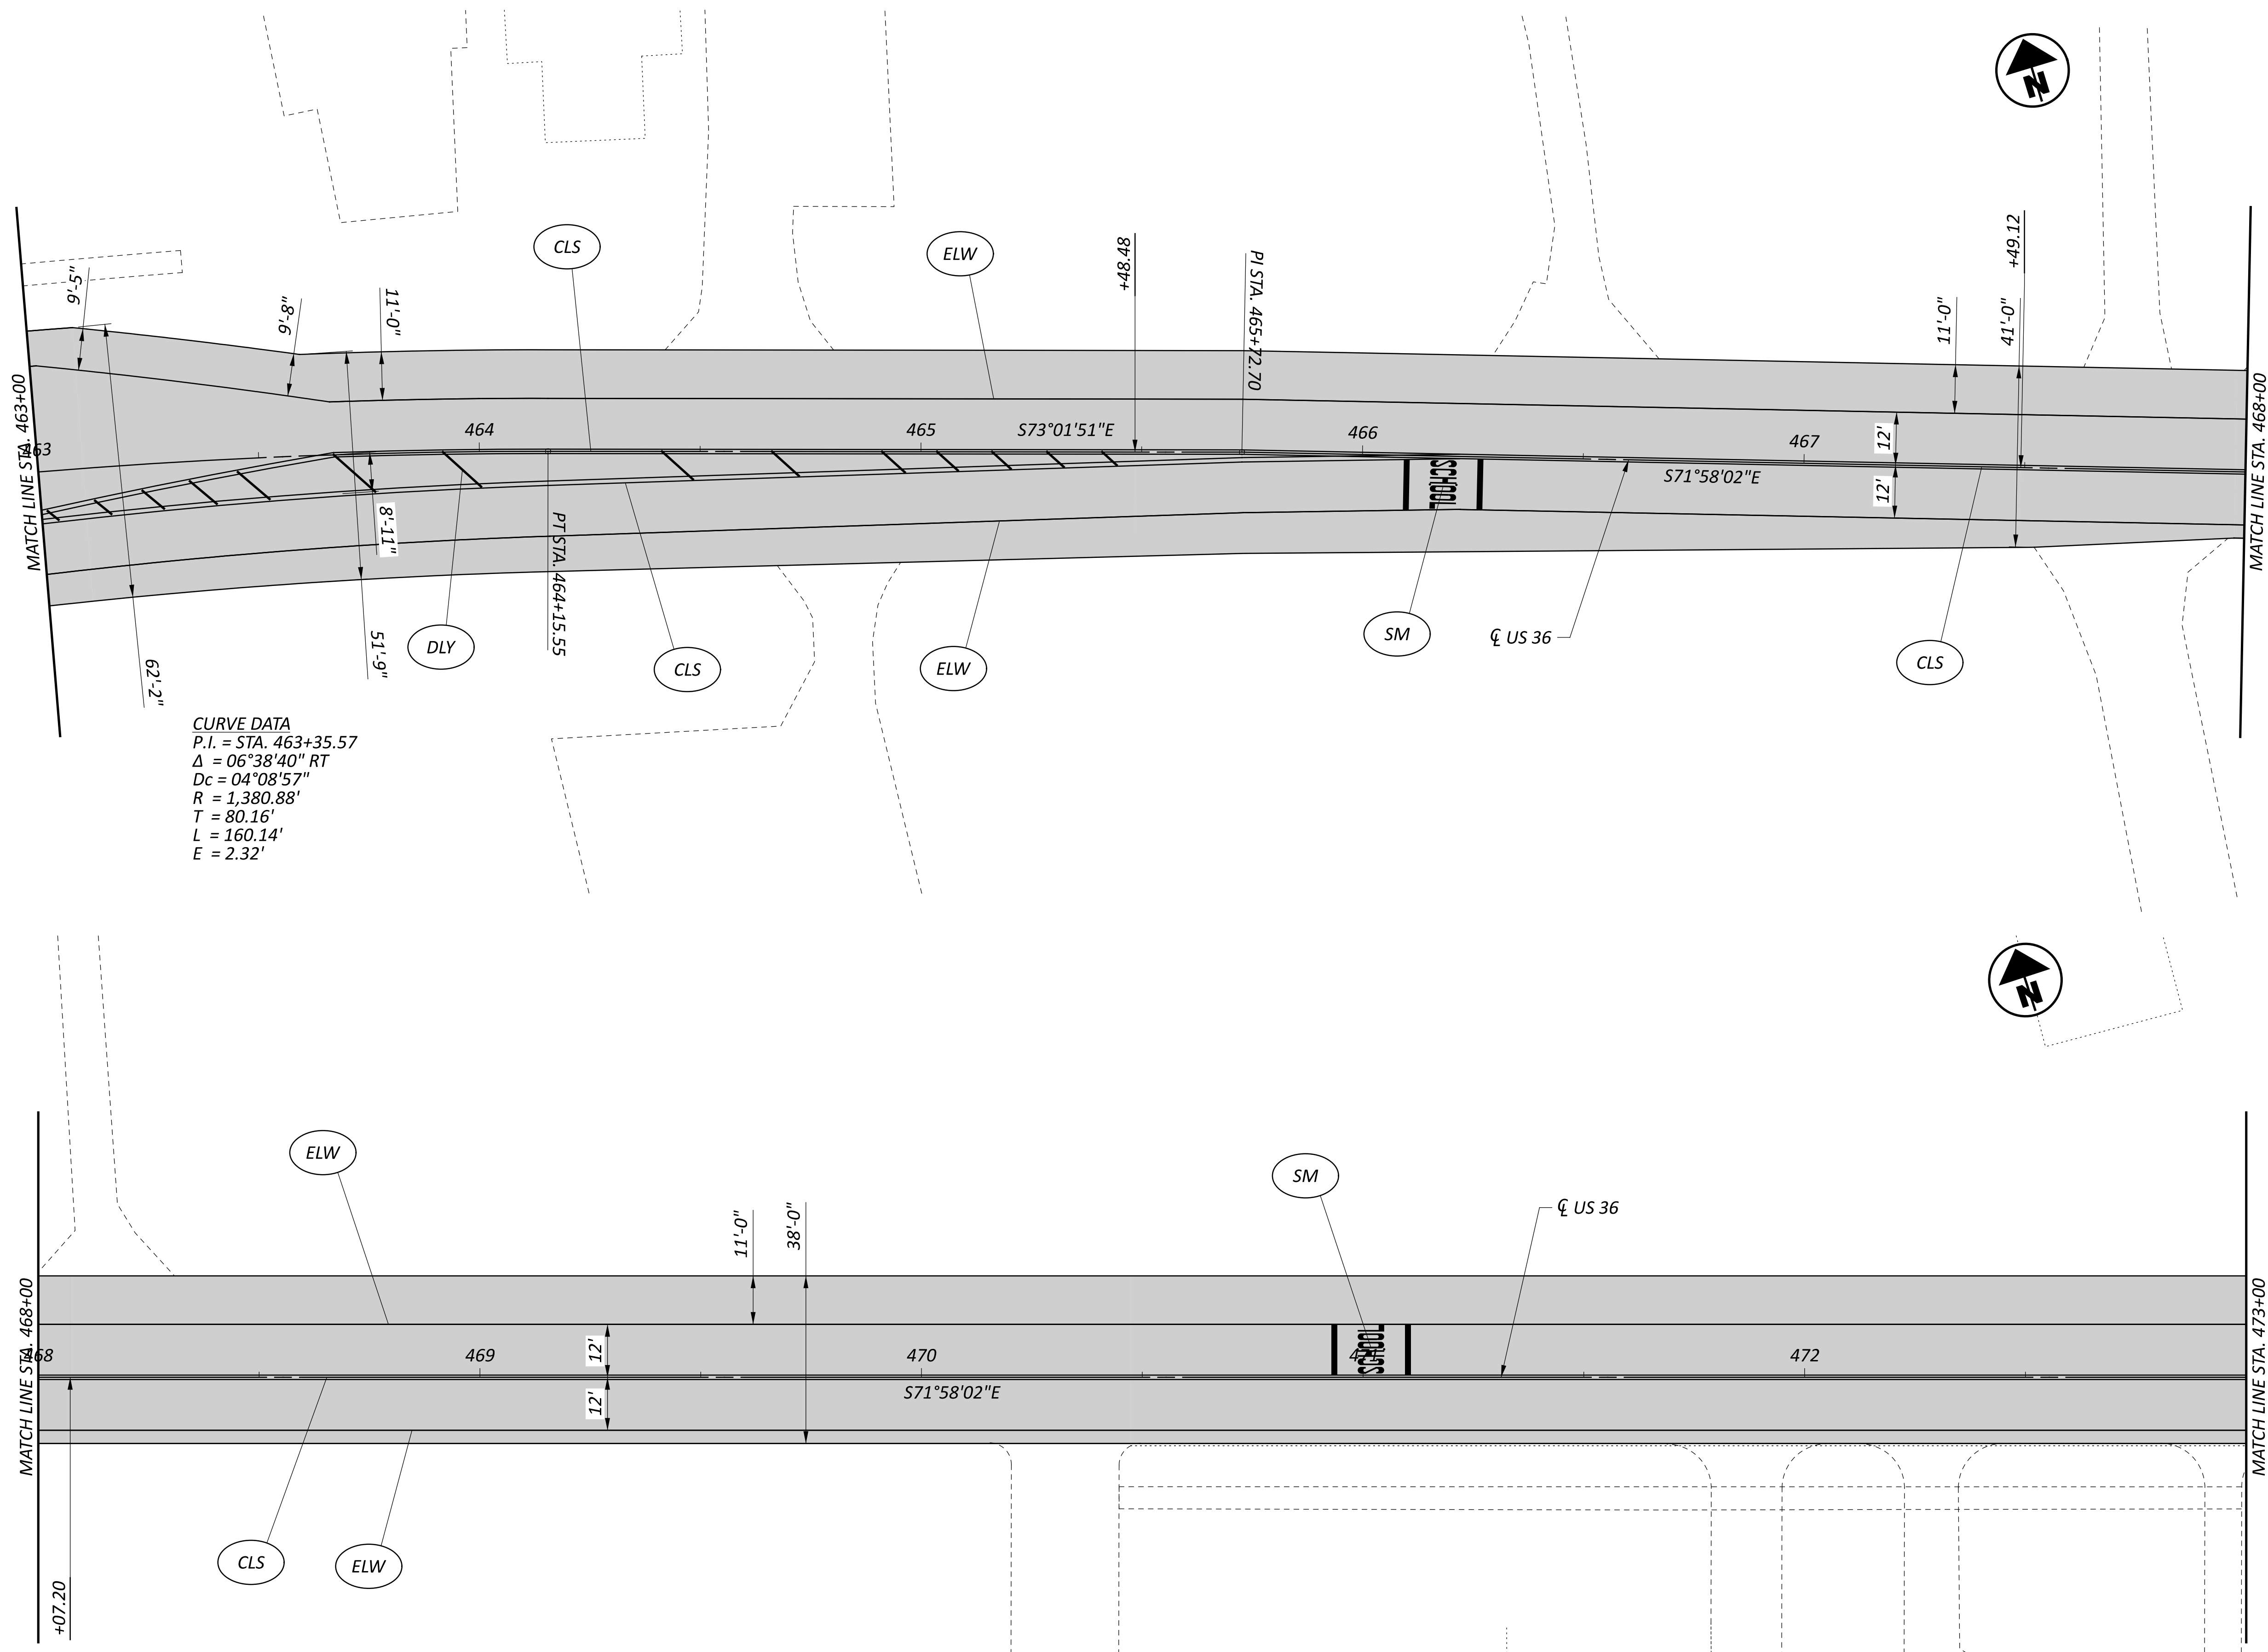 N
+49.12
CLS
ELW
+48.48
PI STA. 465+72.70
9'-5"
9'-8"
11'-0"
11'-0"
41'-0"
MATCH LINE STA. 463+00
463
464
465
S73°01'51"E
466
467
12'
12'
S71°58'02"E
MATCH LINE STA. 468+00
SCHOOL
8'-11"
PT STA. 464+15.55
62'-2"
51'-9"
DLY
CLS
ELW
SM
℄ US 36
CLS
CURVE DATA
P.I. = STA. 463+35.57
Δ = 06°38'40" RT
Dc = 04°08'57"
R = 1,380.88'
T = 80.16'
L = 160.14'
E = 2.32'
N
ELW
SM
11'-0"
38'-0"
℄ US 36
MATCH LINE STA. 468+00
468
469
12'
12'
470
S71°58'02"E
SCHOOL
471
472
MATCH LINE STA. 473+00
CLS
ELW
+07.20